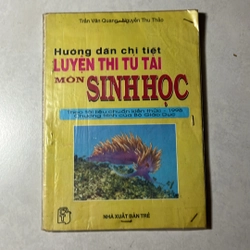 Trần Văn Quang - Nguyễn Thu Thảo
Hướng dẫn chi tiết
LUYỆN THI TÚ TÀI
MÔN SINH HỌC
NHÀ XUẤT BẢN TRẺ